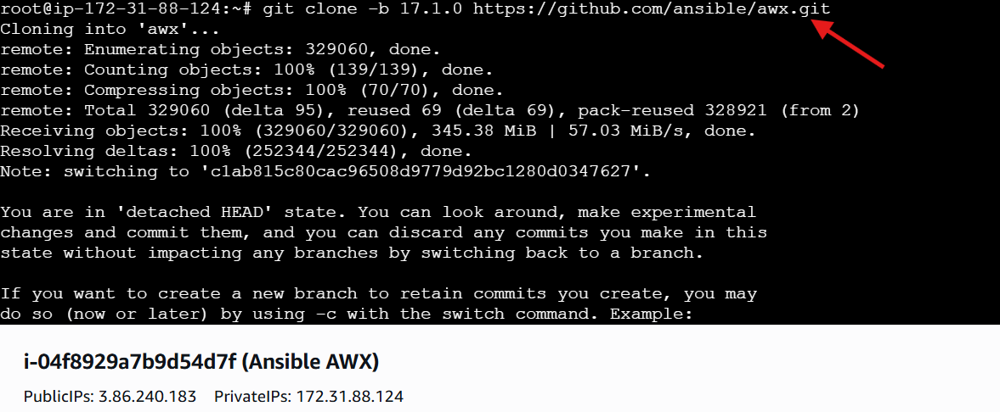 root@ip-172-31-88-124:~# git clone -b 17.1.0 https://github.com/ansible/awx.git
Cloning into 'awx'...
remote: Enumerating objects: 329060, done.
remote: Counting objects: 100% (139/139), done.
remote: Compressing objects: 100% (70/70), done.
remote: Total 329060 (delta 95), reused 69 (delta 69), pack-reused 328921 (from 2)
Receiving objects: 100% (329060/329060), 345.38 MiB | 57.03 MiB/s, done.
Resolving deltas: 100% (252344/252344), done.
Note: switching to 'c1ab815c80cac96508d9779d92bc1280d0347627'.
You are in 'detached HEAD' state. You can look around, make experimental
changes and commit them, and you can discard any commits you make in this
state without impacting any branches by switching back to a branch.
If you want to create a new branch to retain commits you create, you may
do so (now or later) by using -c with the switch command. Example:
i-04f8929a7b9d54d7f (Ansible AWX)
PublicIPs: 3.86.240.183 PrivateIPs: 172.31.88.124